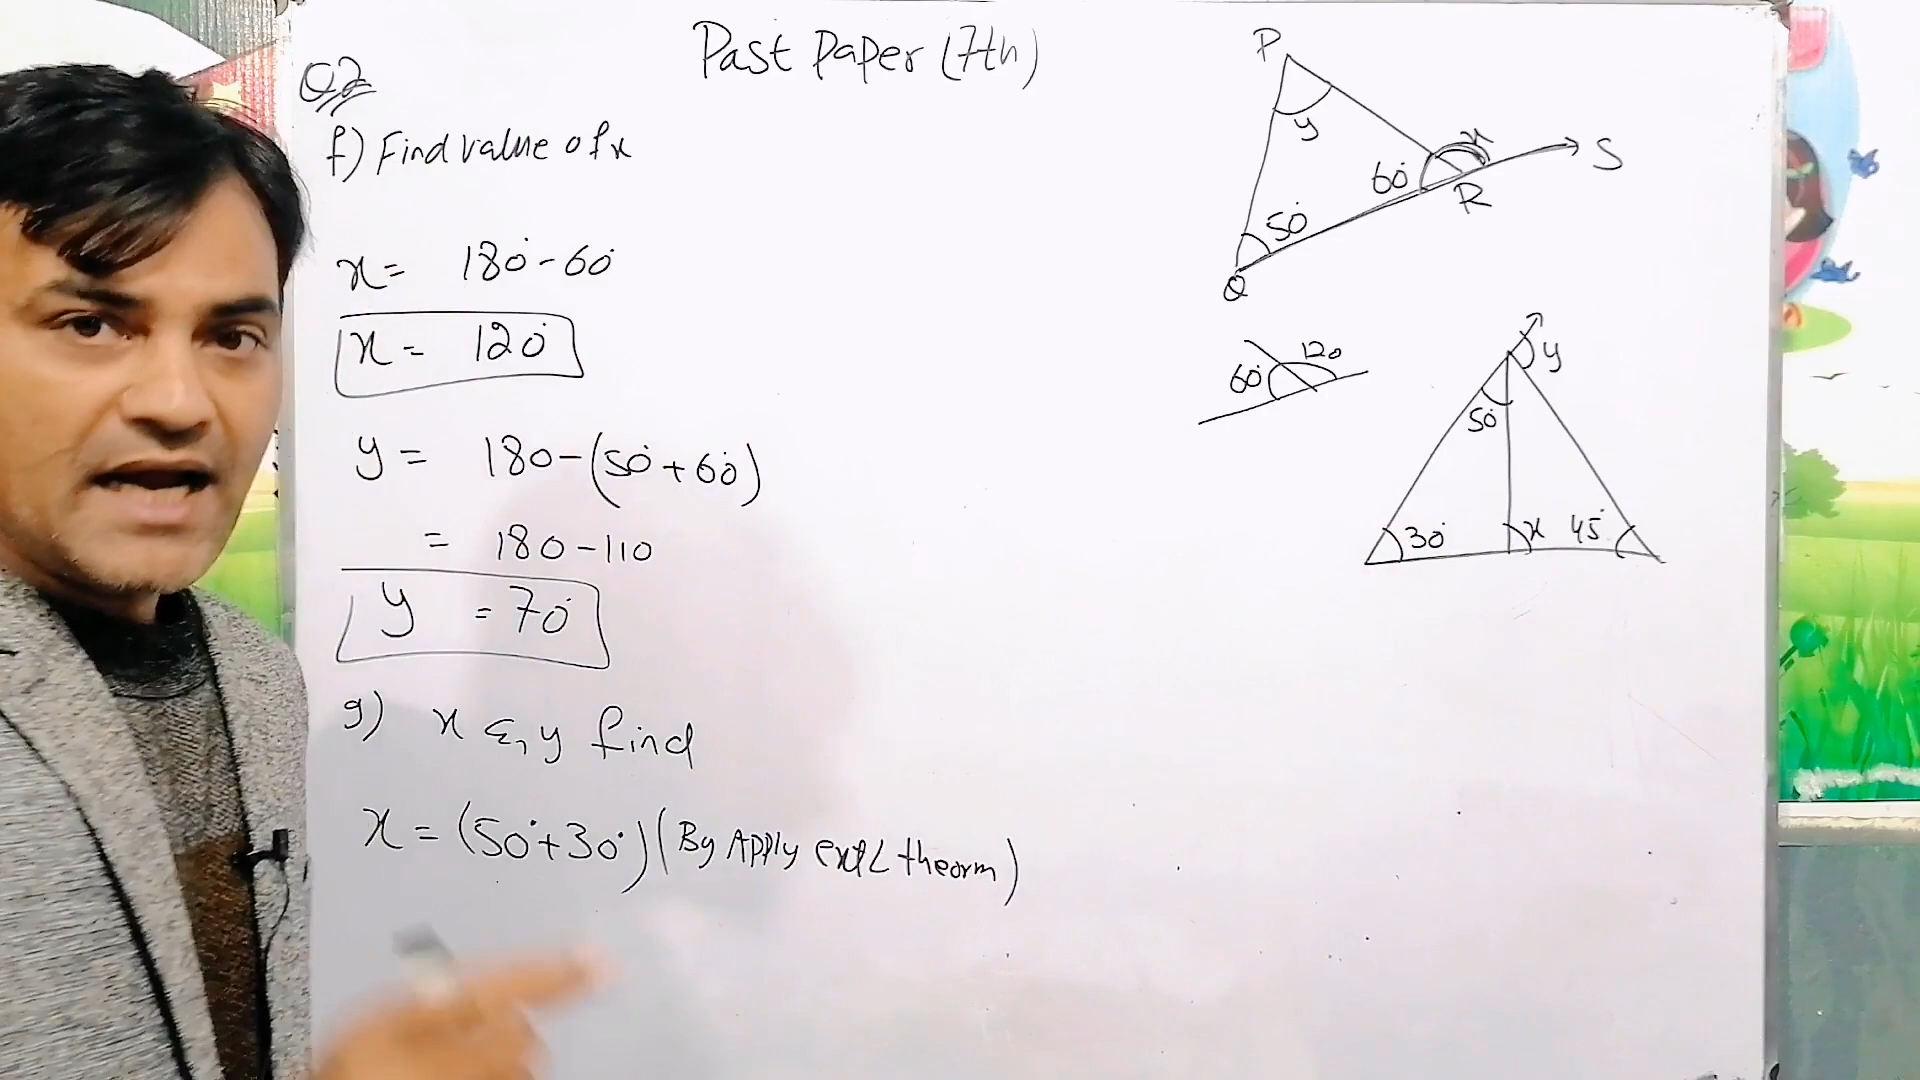 Past Paper (7th)
Q2
f) Find value of x
x = 180° - 60°
x = 120°
y = 180 - (50° + 60°)
= 180 - 110
y = 70°
g) x & y find
x = (50° + 30°) (By Apply ext∠ theorm)
P
y
x
60°
S
R
50°
Q
120
60°
y
50°
30°
x
45°